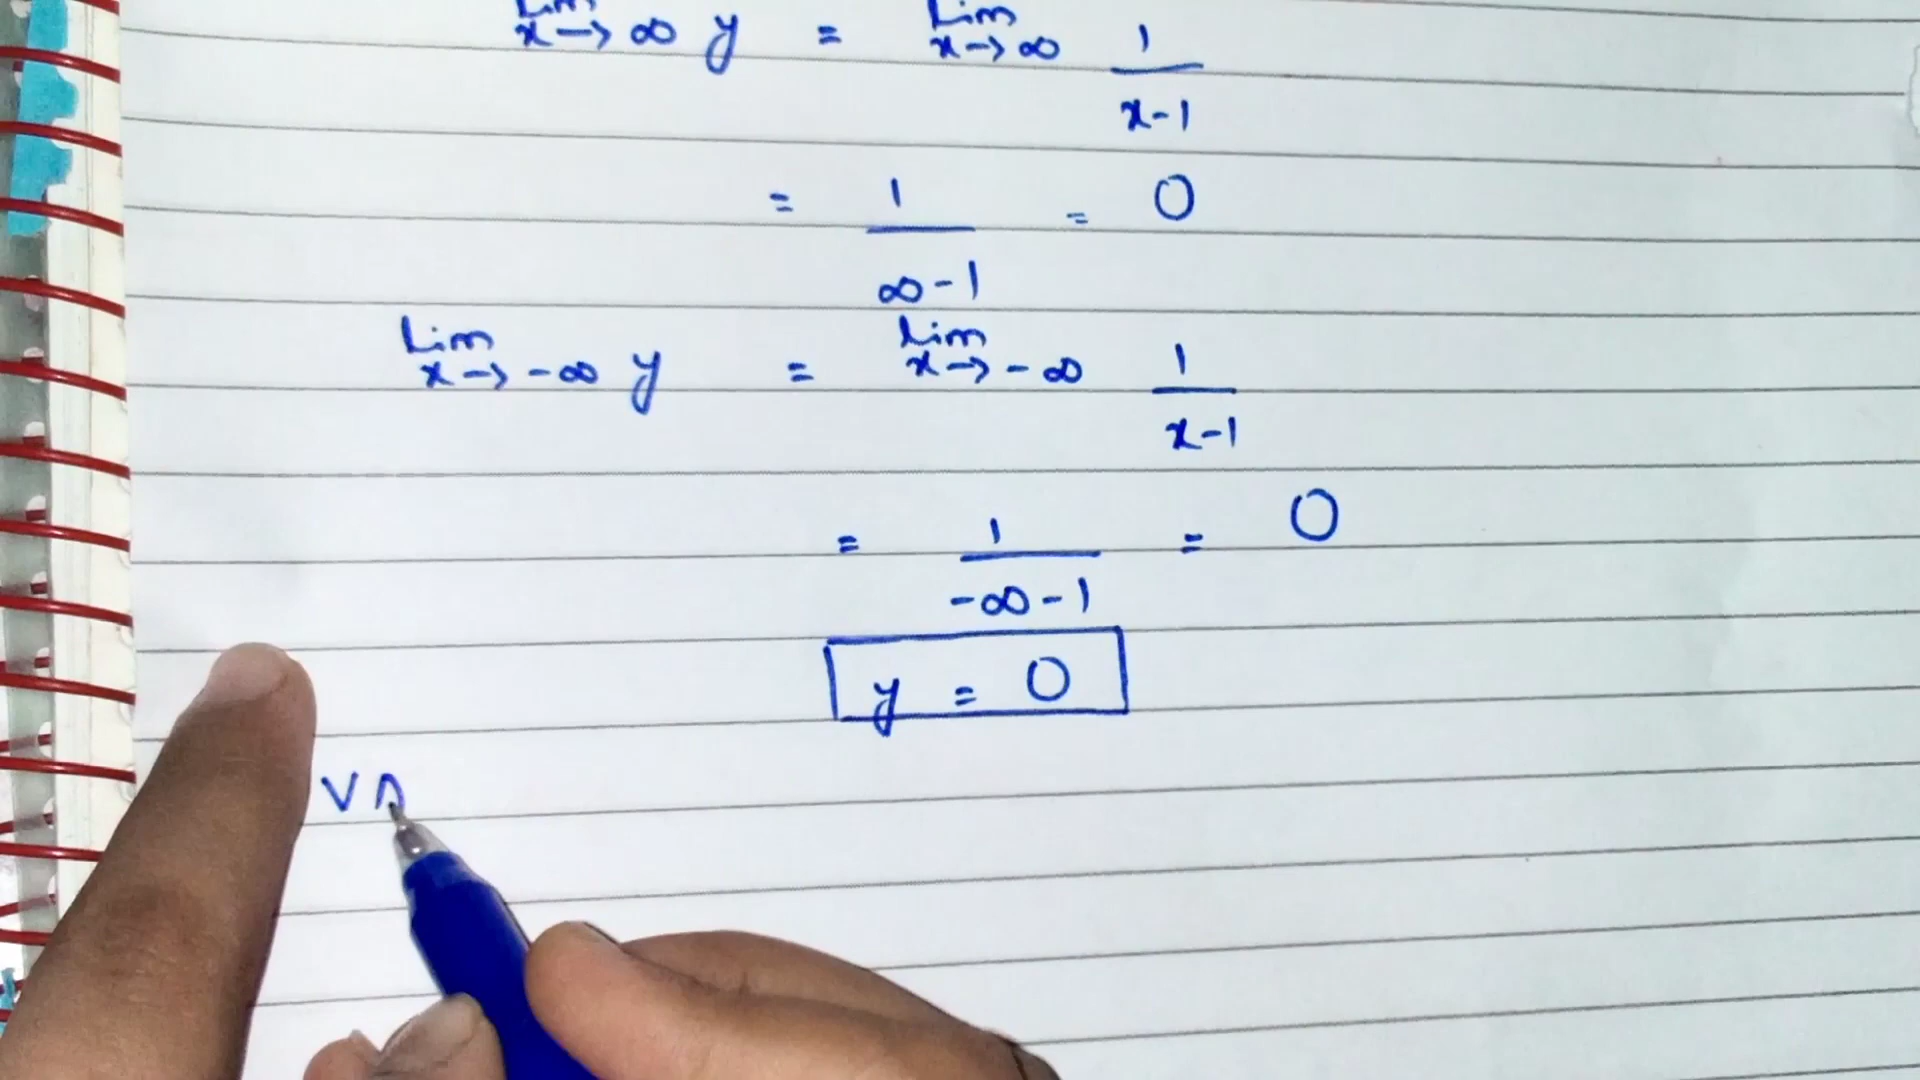 lim x→∞ y = lim x→∞ 1/(x-1)
= 1/(∞-1) = 0
lim x→-∞ y = lim x→-∞ 1/(x-1)
= 1/(-∞-1) = 0
y = 0
VA